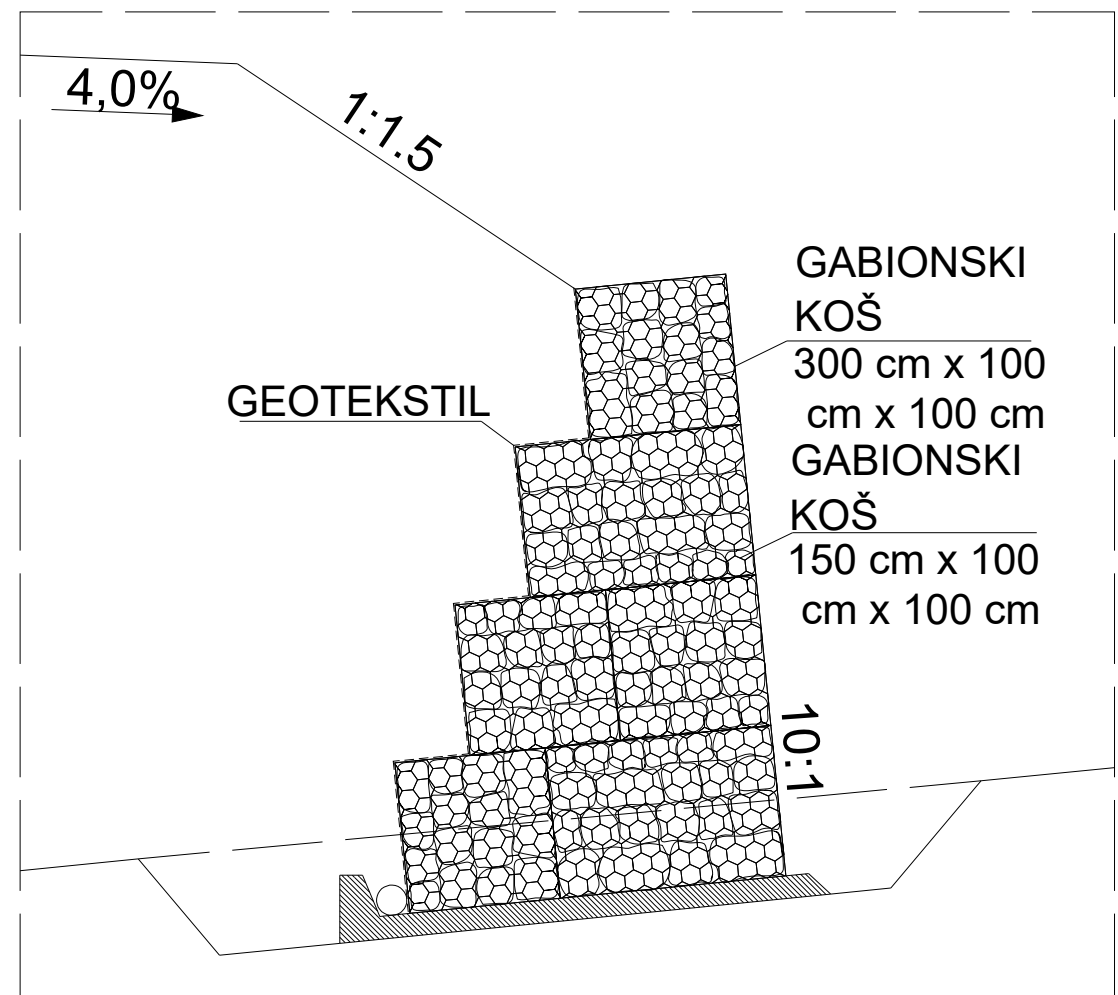 4,0%
1:1.5
GABIONSKI
KOŠ
300 cm x 100
cm x 100 cm
GEOTEKSTIL
GABIONSKI
KOŠ
150 cm x 100
cm x 100 cm
10:1